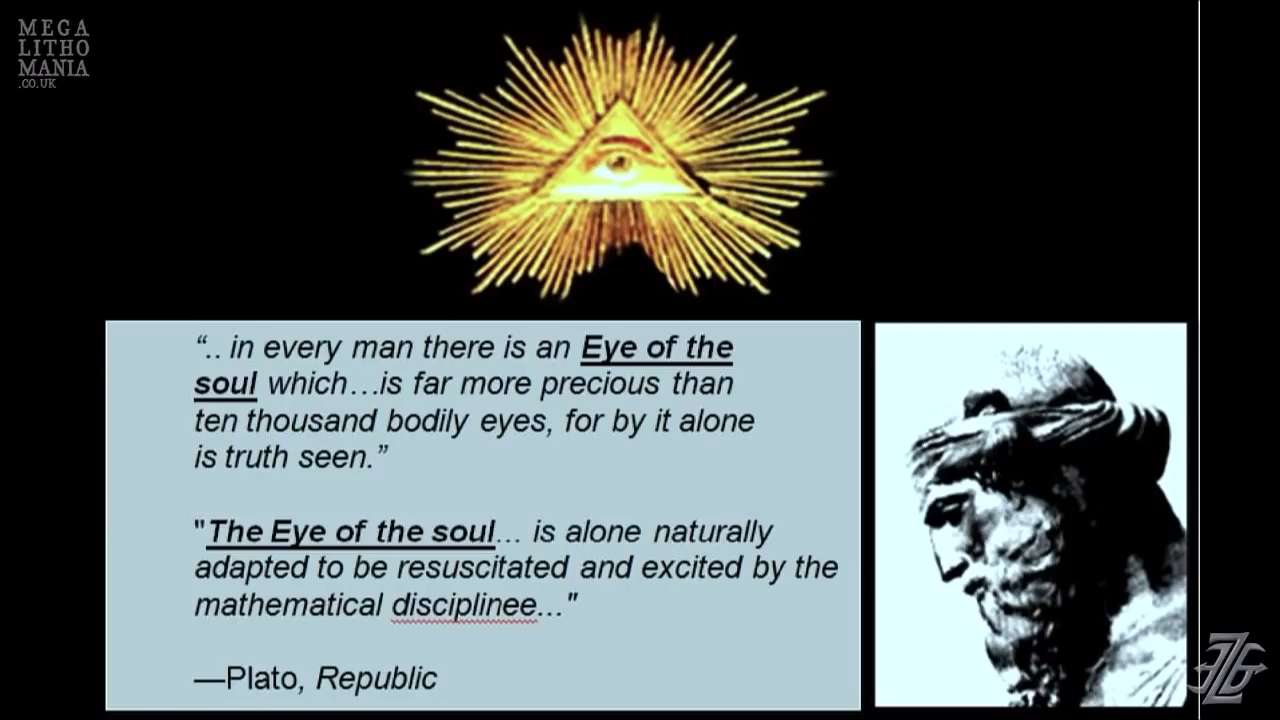 MEGA
LITHO
MANIA
.CO.UK
“.. in every man there is an Eye of the
soul which…is far more precious than
ten thousand bodily eyes, for by it alone
is truth seen.”
"The Eye of the soul... is alone naturally
adapted to be resuscitated and excited by the
mathematical disciplinee..."
—Plato, Republic